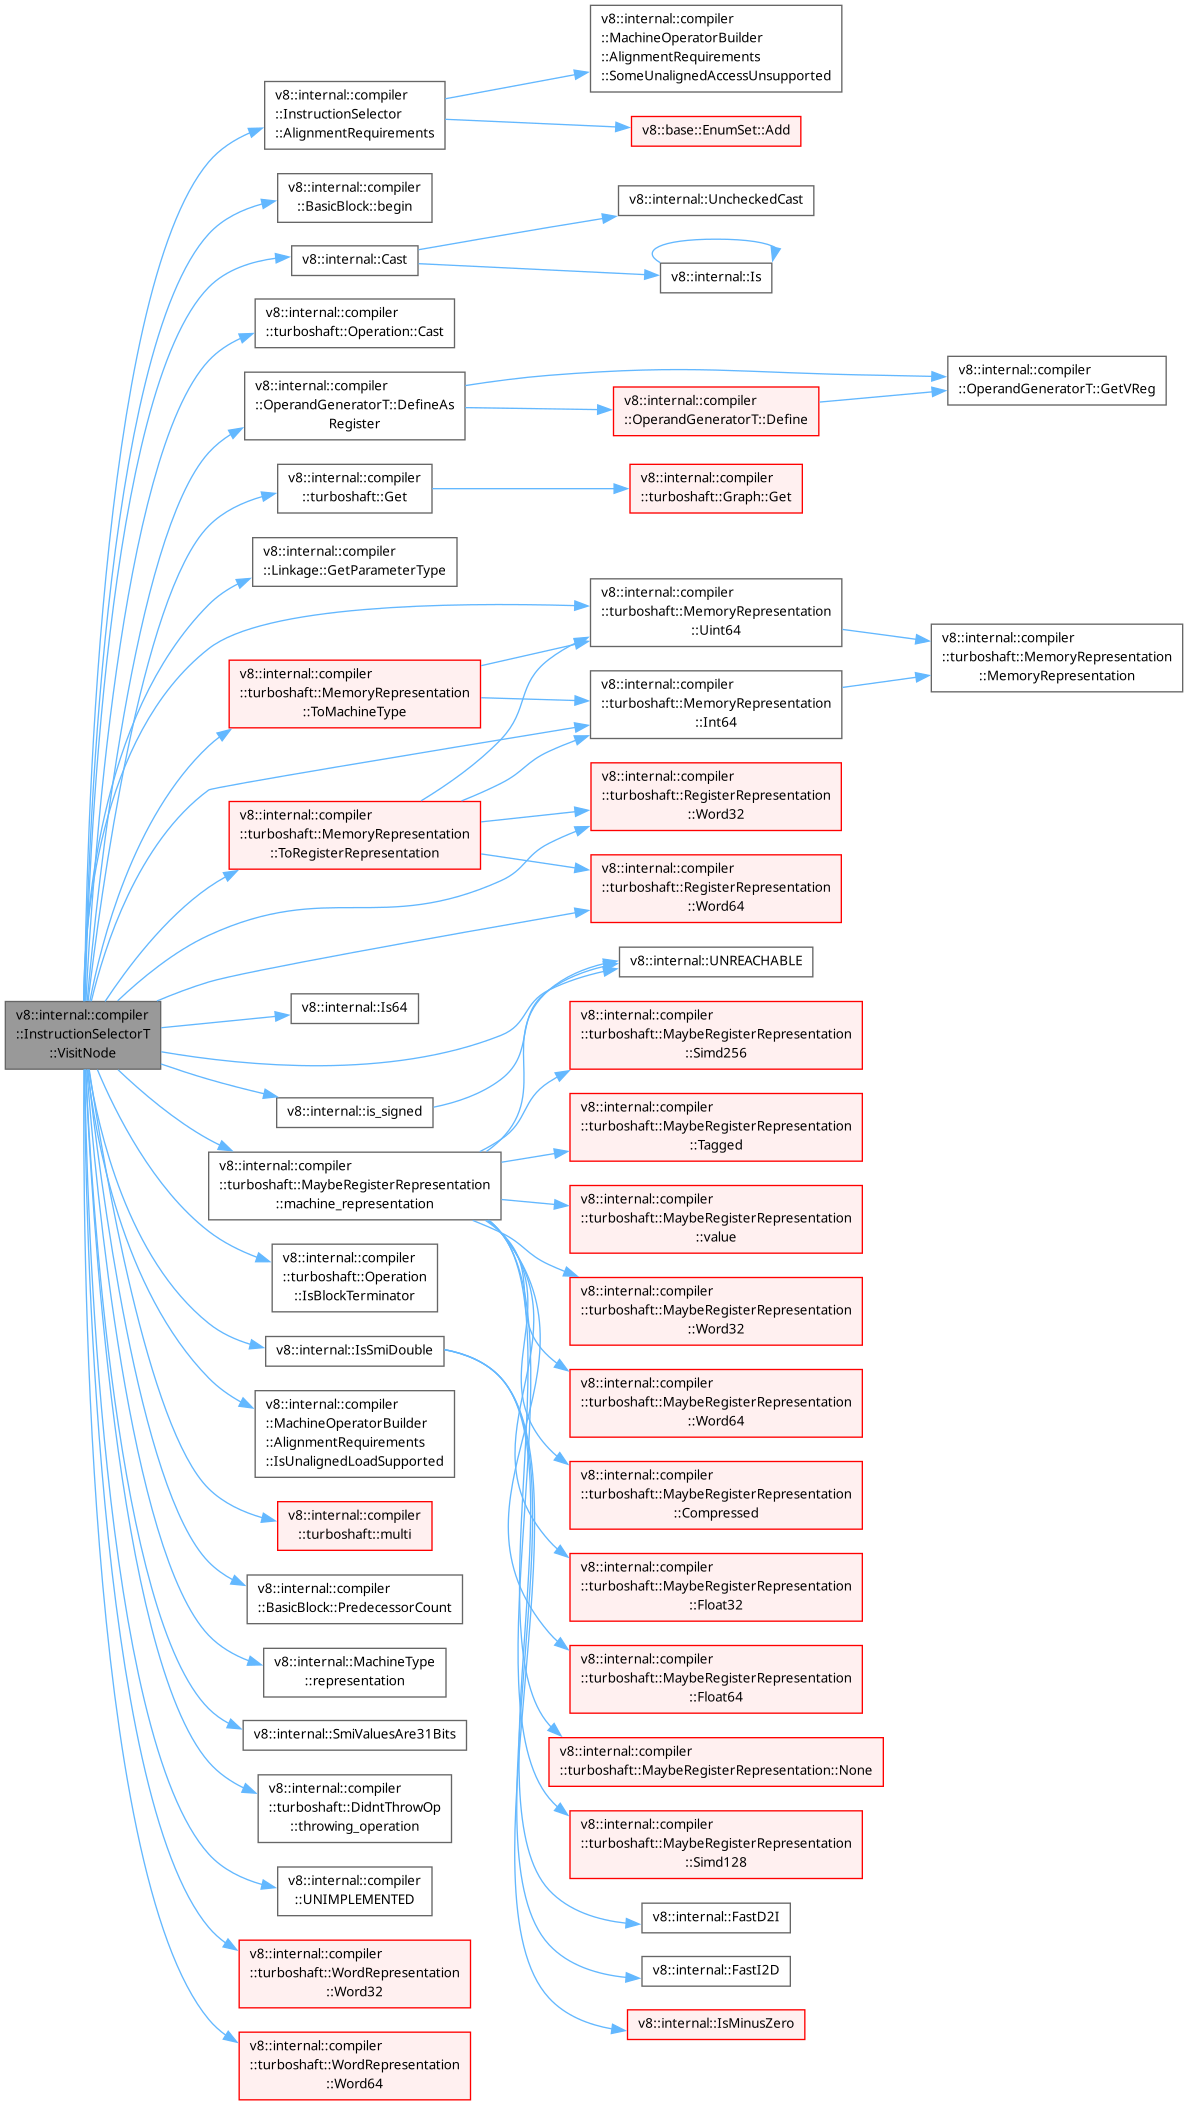 v8::internal::compiler
::InstructionSelectorT
::VisitNode
v8::internal::compiler
::InstructionSelector
::AlignmentRequirements
v8::internal::compiler
::BasicBlock::begin
v8::internal::Cast
v8::internal::compiler
::turboshaft::Operation::Cast
v8::internal::compiler
::OperandGeneratorT::DefineAs
Register
v8::internal::compiler
::turboshaft::Get
v8::internal::compiler
::Linkage::GetParameterType
v8::internal::compiler
::turboshaft::MemoryRepresentation
::ToMachineType
v8::internal::compiler
::turboshaft::MemoryRepresentation
::ToRegisterRepresentation
v8::internal::Is64
v8::internal::is_signed
v8::internal::compiler
::turboshaft::MaybeRegisterRepresentation
::machine_representation
v8::internal::compiler
::turboshaft::Operation
::IsBlockTerminator
v8::internal::IsSmiDouble
v8::internal::compiler
::MachineOperatorBuilder
::AlignmentRequirements
::IsUnalignedLoadSupported
v8::internal::compiler
::turboshaft::multi
v8::internal::compiler
::BasicBlock::PredecessorCount
v8::internal::MachineType
::representation
v8::internal::SmiValuesAre31Bits
v8::internal::compiler
::turboshaft::DidntThrowOp
::throwing_operation
v8::internal::compiler
::UNIMPLEMENTED
v8::internal::compiler
::turboshaft::WordRepresentation
::Word32
v8::internal::compiler
::turboshaft::WordRepresentation
::Word64
v8::internal::compiler
::MachineOperatorBuilder
::AlignmentRequirements
::SomeUnalignedAccessUnsupported
v8::base::EnumSet::Add
v8::internal::UncheckedCast
v8::internal::Is
v8::internal::compiler
::OperandGeneratorT::Define
v8::internal::compiler
::OperandGeneratorT::GetVReg
v8::internal::compiler
::turboshaft::Graph::Get
v8::internal::compiler
::turboshaft::MemoryRepresentation
::Uint64
v8::internal::compiler
::turboshaft::MemoryRepresentation
::Int64
v8::internal::compiler
::turboshaft::MemoryRepresentation
::MemoryRepresentation
v8::internal::compiler
::turboshaft::RegisterRepresentation
::Word32
v8::internal::compiler
::turboshaft::RegisterRepresentation
::Word64
v8::internal::UNREACHABLE
v8::internal::compiler
::turboshaft::MaybeRegisterRepresentation
::Simd256
v8::internal::compiler
::turboshaft::MaybeRegisterRepresentation
::Tagged
v8::internal::compiler
::turboshaft::MaybeRegisterRepresentation
::value
v8::internal::compiler
::turboshaft::MaybeRegisterRepresentation
::Word32
v8::internal::compiler
::turboshaft::MaybeRegisterRepresentation
::Word64
v8::internal::compiler
::turboshaft::MaybeRegisterRepresentation
::Compressed
v8::internal::compiler
::turboshaft::MaybeRegisterRepresentation
::Float32
v8::internal::compiler
::turboshaft::MaybeRegisterRepresentation
::Float64
v8::internal::compiler
::turboshaft::MaybeRegisterRepresentation::None
v8::internal::compiler
::turboshaft::MaybeRegisterRepresentation
::Simd128
v8::internal::FastD2I
v8::internal::FastI2D
v8::internal::IsMinusZero